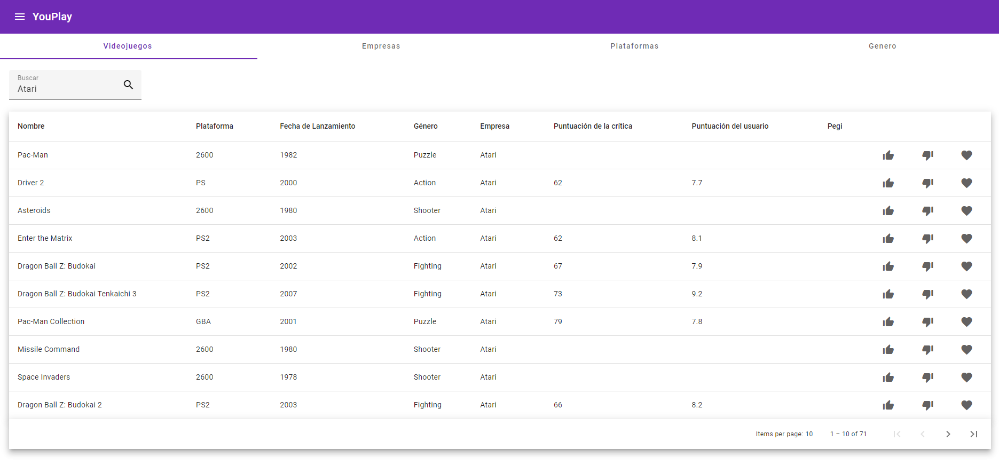 YouPlay
Videojuegos Empresas Plataformas Genero
Buscar
Atari
Nombre Plataforma Fecha de Lanzamiento Género Empresa Puntuación de la crítica Puntuación del usuario Pegi
Pac-Man 2600 1982 Puzzle Atari
Driver 2 PS 2000 Action Atari 62 7.7
Asteroids 2600 1980 Shooter Atari
Enter the Matrix PS2 2003 Action Atari 62 8.1
Dragon Ball Z: Budokai PS2 2002 Fighting Atari 67 7.9
Dragon Ball Z: Budokai Tenkaichi 3 PS2 2007 Fighting Atari 73 9.2
Pac-Man Collection GBA 2001 Puzzle Atari 79 7.8
Missile Command 2600 1980 Shooter Atari
Space Invaders 2600 1978 Shooter Atari
Dragon Ball Z: Budokai 2 PS2 2003 Fighting Atari 66 8.2
Items per page: 10 1 – 10 of 71